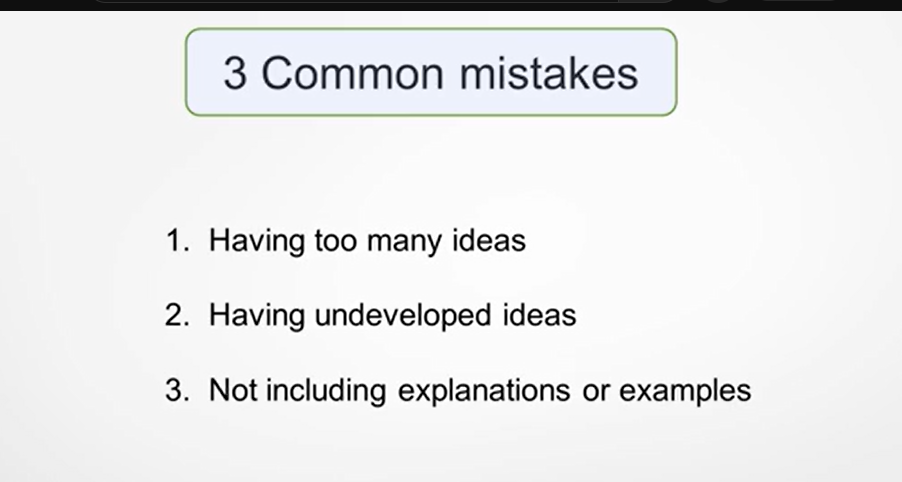 3 Common mistakes
1. Having too many ideas
2. Having undeveloped ideas
3. Not including explanations or examples